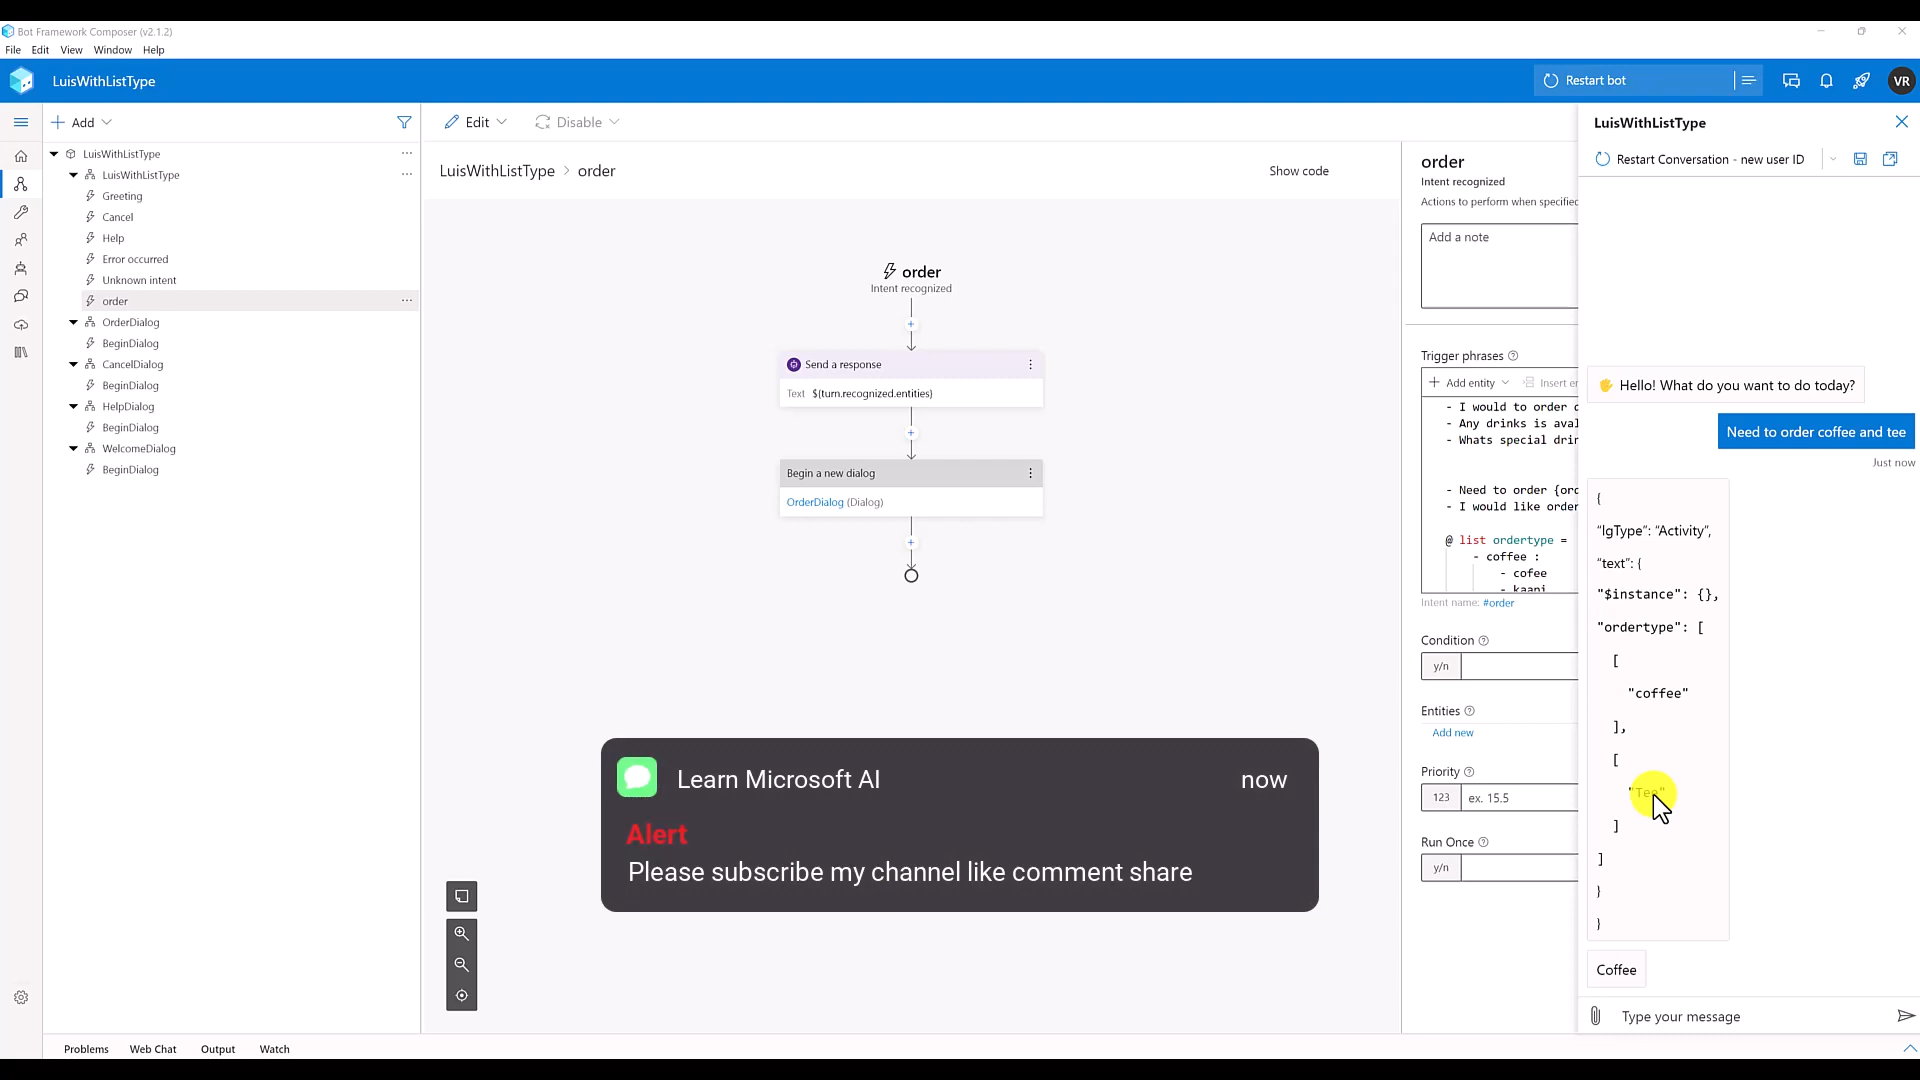 Bot Framework Composer (v2.1.2)
File Edit View Window Help
LuisWithListType
Restart bot
VR
Add
Edit
Disable
LuisWithListType
LuisWithListType
Greeting
Cancel
Help
Error occurred
Unknown intent
order
OrderDialog
BeginDialog
CancelDialog
BeginDialog
HelpDialog
BeginDialog
WelcomeDialog
BeginDialog
LuisWithListType > order
Show code
order
Intent recognized
Send a response
Text ${turn.recognized.entities)
Begin a new dialog
OrderDialog (Dialog)
order
Intent recognized
Actions to perform when specified
Add a note
Trigger phrases
Add entity
Insert
- I would to order
- Any drinks is
- Whats special
- Need to order
- I would like order
@ list ordertype =
- coffee :
- cofee
- kaapi
Intent name: #order
Condition
y/n
Entities
Add new
Priority
123 ex. 15.5
Run Once
y/n
LuisWithListType
Restart Conversation - new user ID
Hello! What do you want to do today?
Need to order coffee and tee
Just now
{
"lgType": "Activity",
"text": {
"$instance": {},
"ordertype": [
[
"coffee"
],
[
"Tee"
]
]
}
}
Coffee
Type your message
Learn Microsoft AI now
Alert
Please subscribe my channel like comment share
Problems Web Chat Output Watch